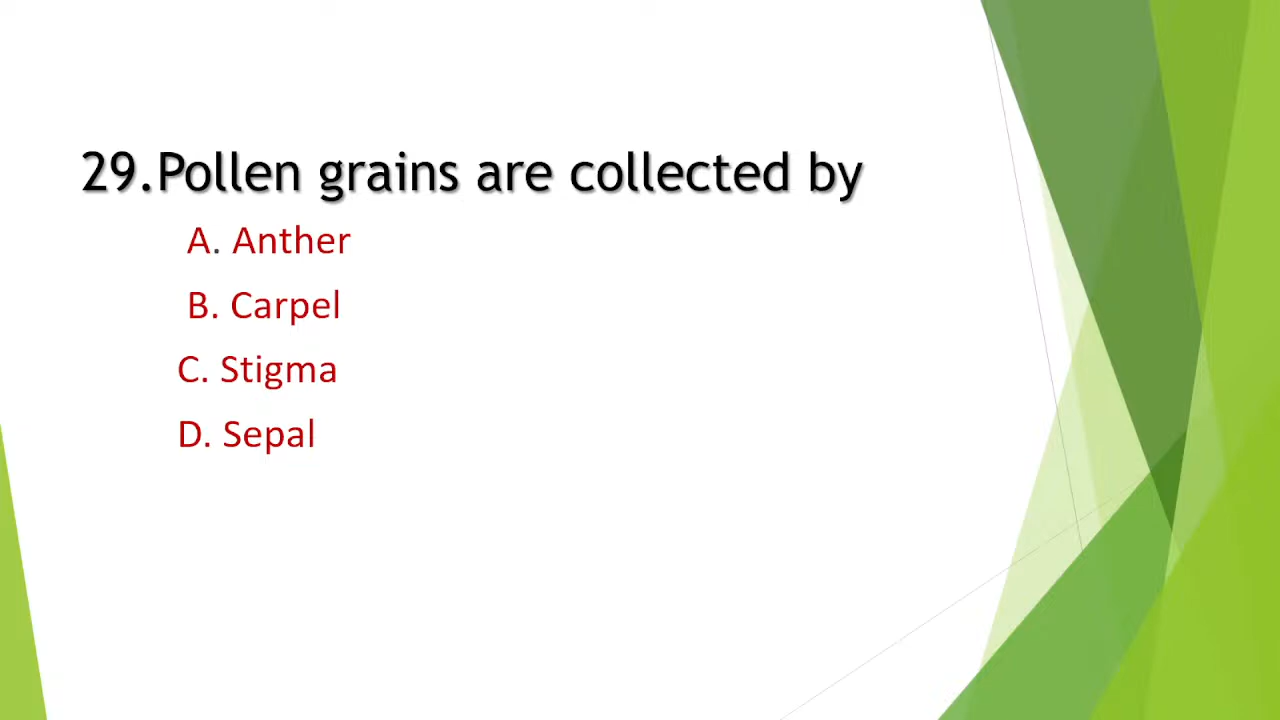 29.Pollen grains are collected by
A. Anther
B. Carpel
C. Stigma
D. Sepal